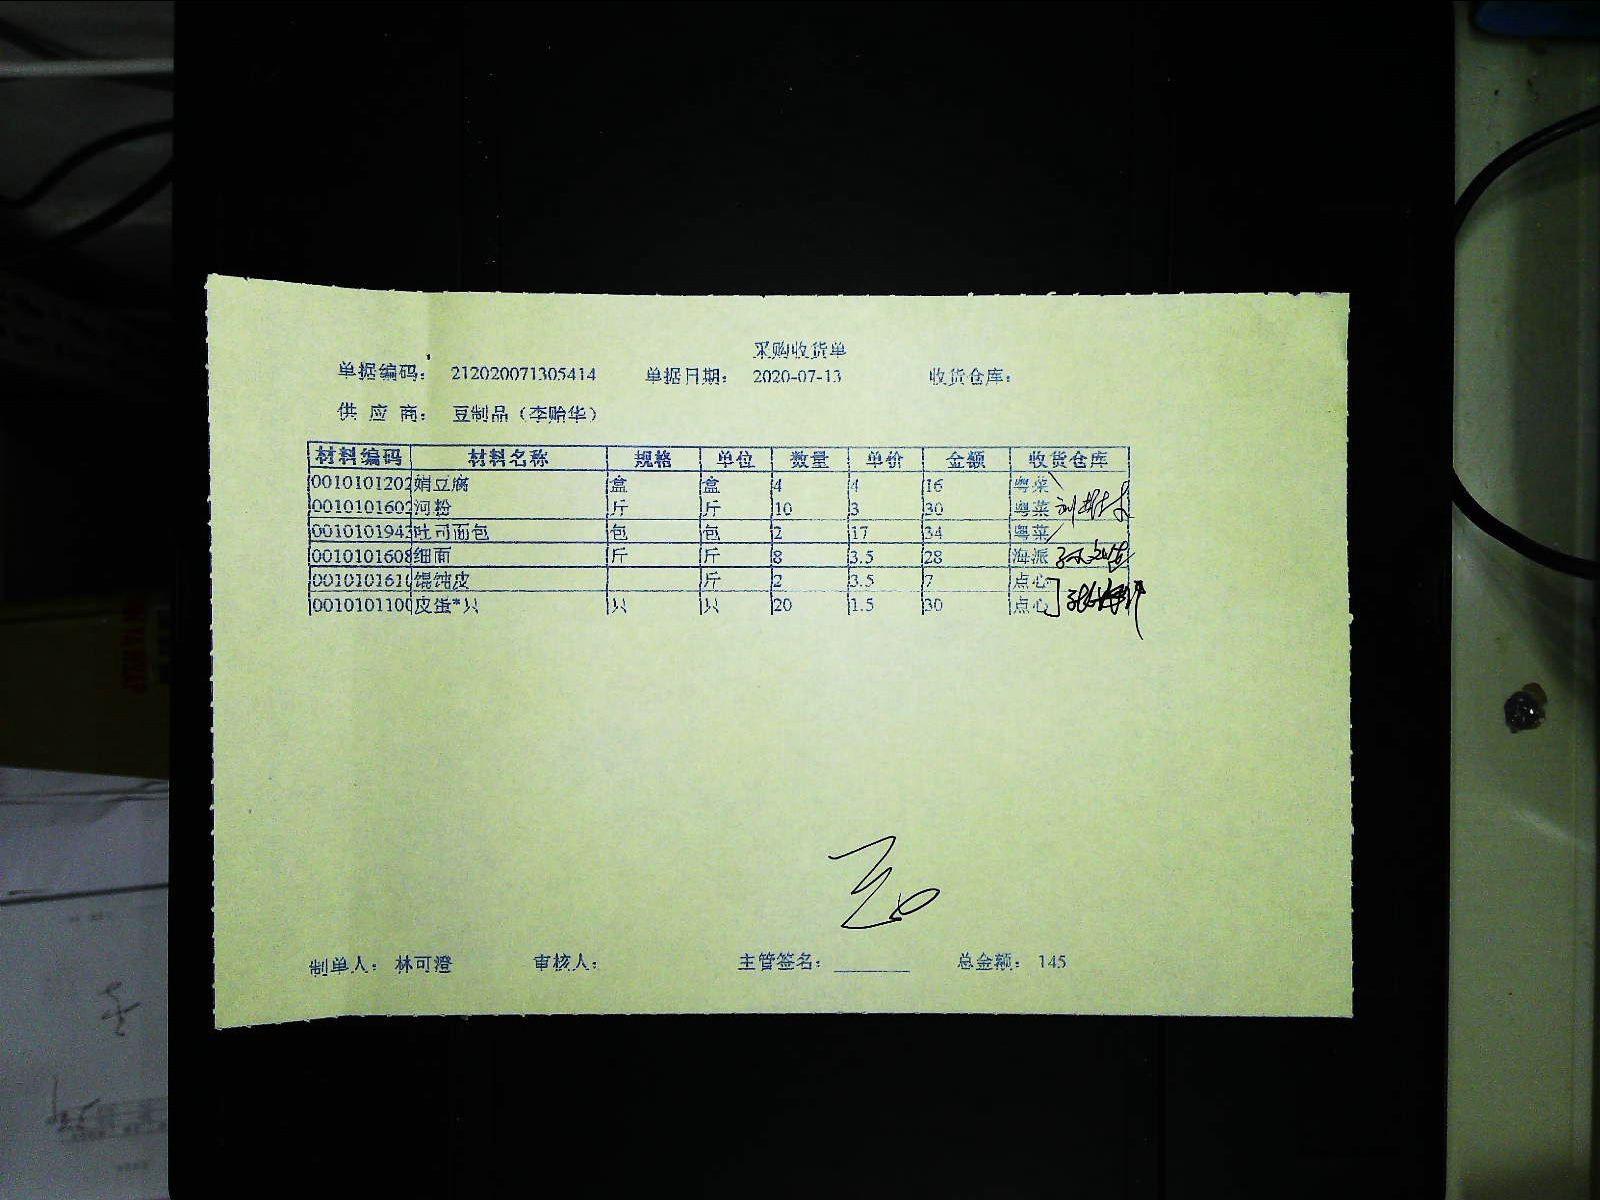 采购收货单
单据编码： 212020071305414 单据日期： 2020-07-13 收货仓库：
供 应 商： 豆制品（李贻华）
材料编码 材料名称 规格 单位 数量 单价 金额 收货仓库
0010101202 娟豆腐 盒 盒 4 4 16 粤菜
0010101602 河粉 斤 斤 10 3 30 粤菜
0010101943 吐司面包 包 包 2 17 34 粤菜
0010101608 细面 斤 斤 8 3.5 28 海派
0010101610 馄饨皮 斤 2 3.5 7 点心
0010101100 皮蛋*只 只 只 20 1.5 30 点心
制单人： 林可澄 审核人： 主管签名： 总金额： 145